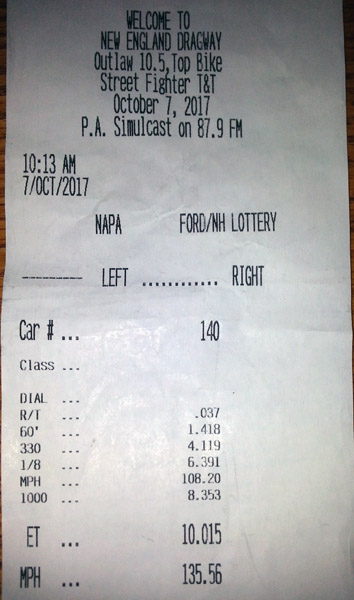 WELCOME TO
NEW ENGLAND DRAGWAY
Outlaw 10.5,Top Bike
Street Fighter T&T
October 7, 2017
P.A. Simulcast on 87.9 FM
10:13 AM
7/OCT/2017
NAPA FORD/NH LOTTERY
LEFT ............ RIGHT
Car # ... 140
Class ...
DIAL ...
R/T ... .037
60' ... 1.418
330 ... 4.119
1/8 ... 6.391
MPH ... 108.20
1000 ... 8.353
ET ... 10.015
MPH ... 135.56